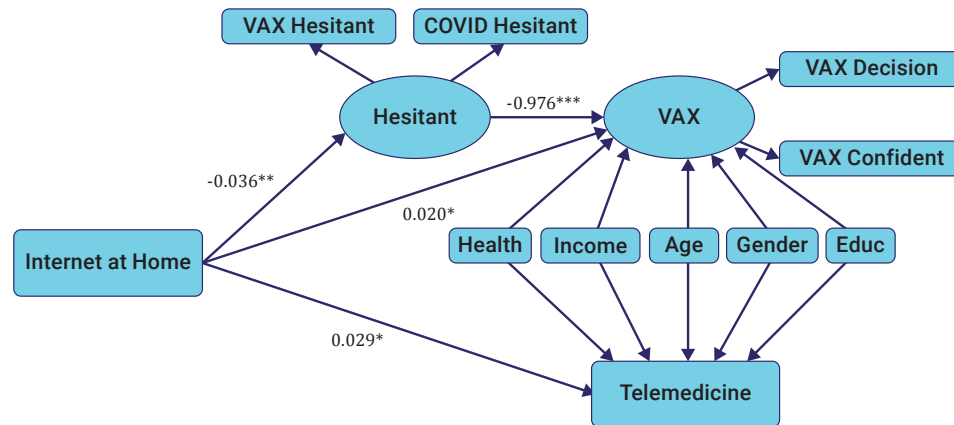 VAX Hesitant
COVID Hesitant
VAX Decision
Hesitant
-0.976***
VAX
VAX Confident
-0.036**
0.020*
Health
Income
Age
Gender
Educ
Internet at Home
0.029*
Telemedicine